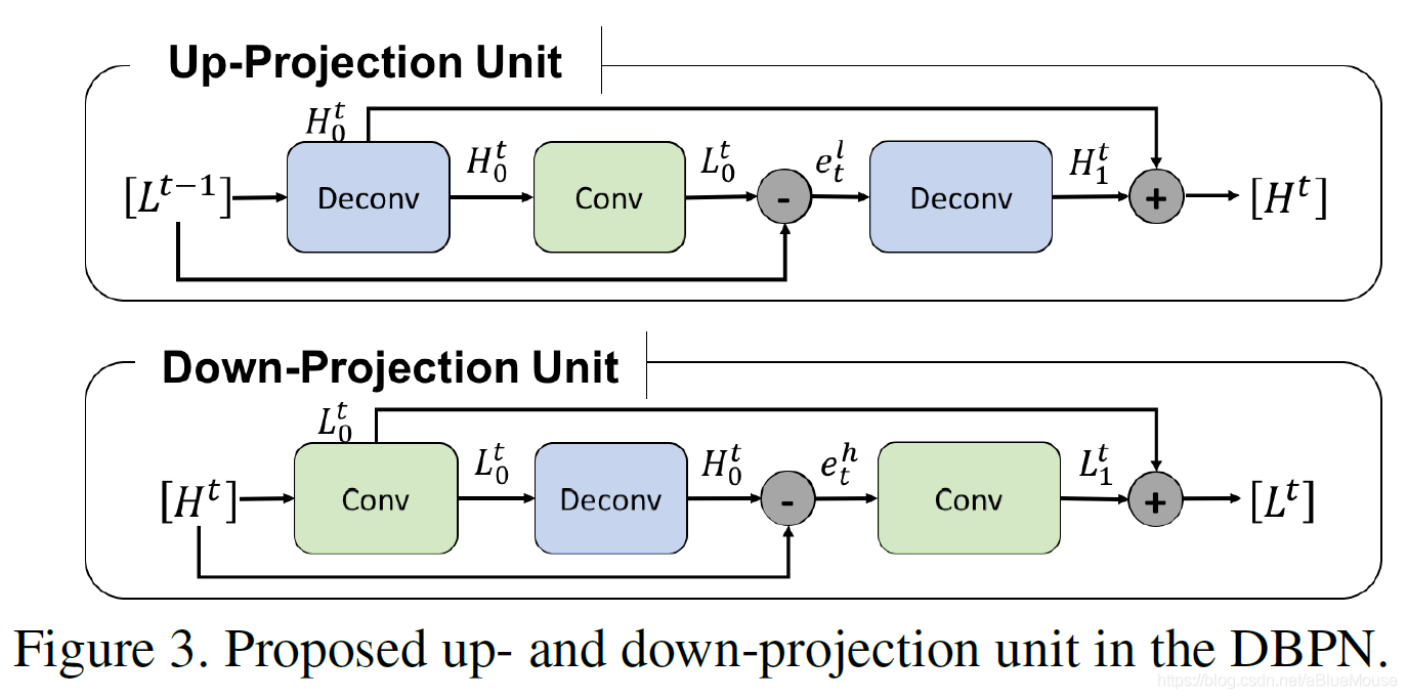 Up-Projection Unit
H_0^t
[L^{t-1}] Deconv H_0^t Conv L_0^t - e_t^l Deconv H_1^t + [H^t]
Down-Projection Unit
L_0^t
[H^t] Conv L_0^t Deconv H_0^t - e_t^h Conv L_1^t + [L^t]
Figure 3. Proposed up- and down-projection unit in the DBPN.
https://blog.csdn.net/aBlueMouse